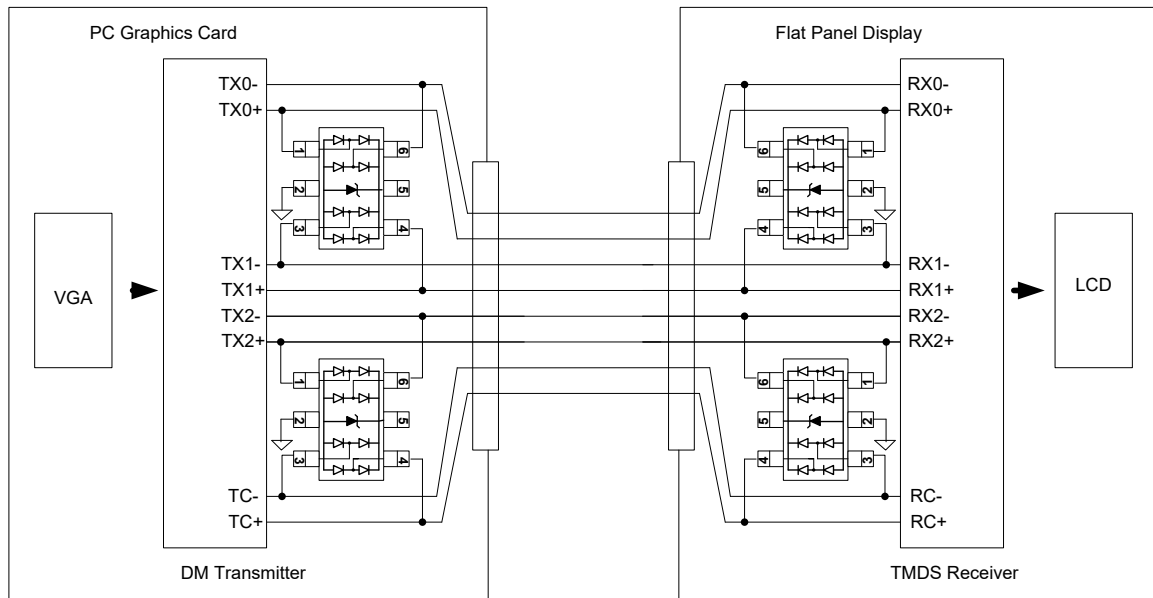 PC Graphics Card
Flat Panel Display
TX0-
TX0+
1
2
3
6
5
4
TX1-
TX1+
TX2-
TX2+
1
2
3
6
5
4
TC-
TC+
RX0-
RX0+
6
5
4
1
2
3
RX1-
RX1+
RX2-
RX2+
6
5
4
1
2
3
RC-
RC+
VGA
LCD
DM Transmitter
TMDS Receiver